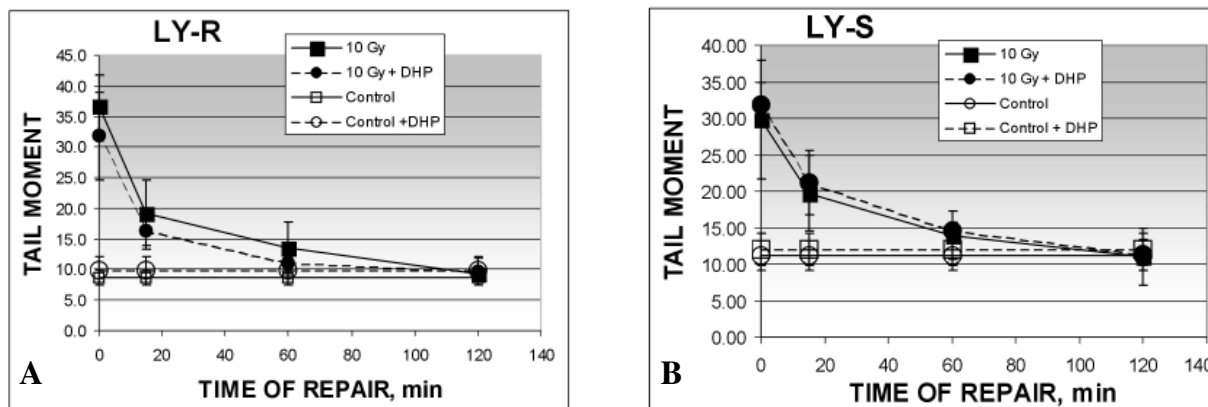 LY-R
10 Gy
10 Gy + DHP
Control
Control +DHP
TAIL MOMENT
45.0
40.0
35.0
30.0
25.0
20.0
15.0
10.0
5.0
0.0
0 20 40 60 80 100 120 140
TIME OF REPAIR, min
A
LY-S
10 Gy
10 Gy + DHP
Control
Control + DHP
TAIL MOMENT
40.00
35.00
30.00
25.00
20.00
15.00
10.00
5.00
0.00
0 20 40 60 80 100 120 140
TIME OF REPAIR, min
B